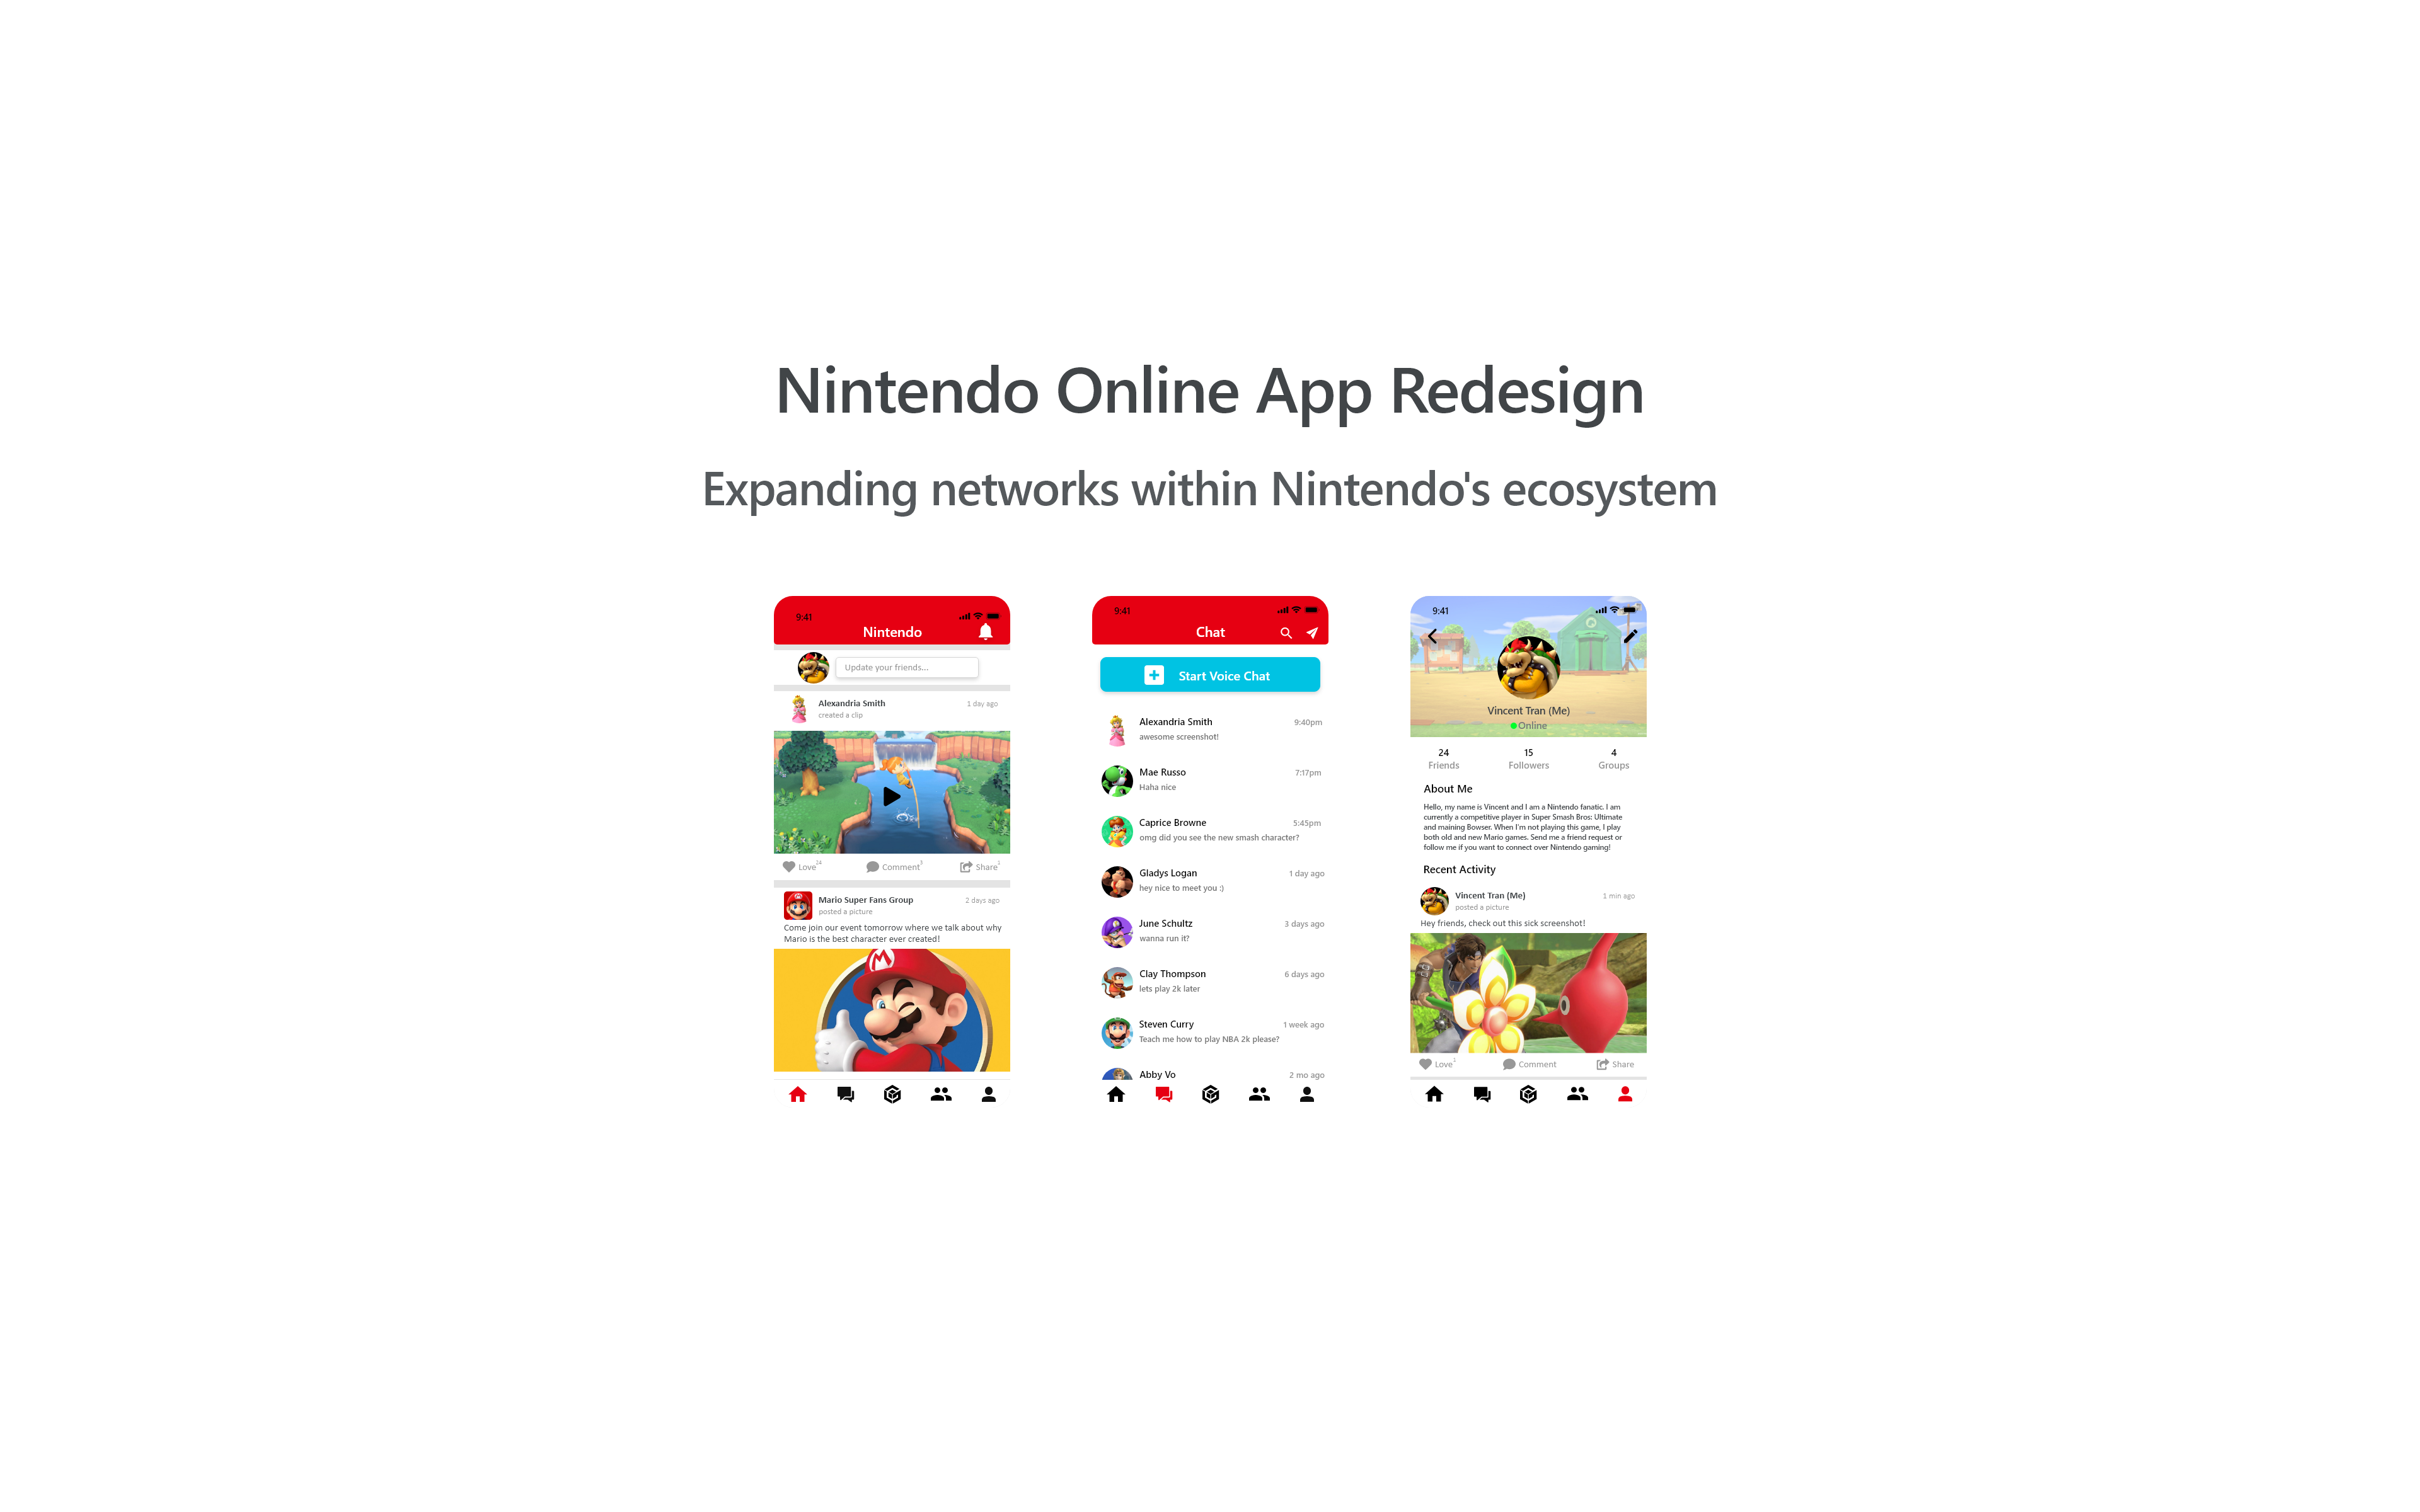 Nintendo Online App Redesign
Expanding networks within Nintendo's ecosystem
9:41
Nintendo
Update your friends...
Alexandria Smith
1 day ago
created a clip
Love 24
Comment 3
Share 1
Mario Super Fans Group
2 days ago
posted a picture
Come join our event tomorrow where we talk about why
Mario is the best character ever created!
M
9:41
Chat
Start Voice Chat
Alexandria Smith
9:40pm
awesome screenshot!
Mae Russo
7:17pm
Haha nice
Caprice Browne
5:45pm
omg did you see the new smash character?
Gladys Logan
1 day ago
hey nice to meet you :)
June Schultz
3 days ago
wanna run it?
Clay Thompson
6 days ago
lets play 2k later
Steven Curry
1 week ago
Teach me how to play NBA 2k please?
Abby Vo
2 mo ago
9:41
Vincent Tran (Me)
Online
24
15
4
Friends
Followers
Groups
About Me
Hello, my name is Vincent and I am a Nintendo fanatic. I am
currently a competitive player in Super Smash Bros: Ultimate
and maining Bowser. When I'm not playing this game, I play
both old and new Mario games. Send me a friend request or
follow me if you want to connect over Nintendo gaming!
Recent Activity
Vincent Tran (Me)
1 min ago
posted a picture
Hey friends, check out this sick screenshot!
Love 1
Comment
Share